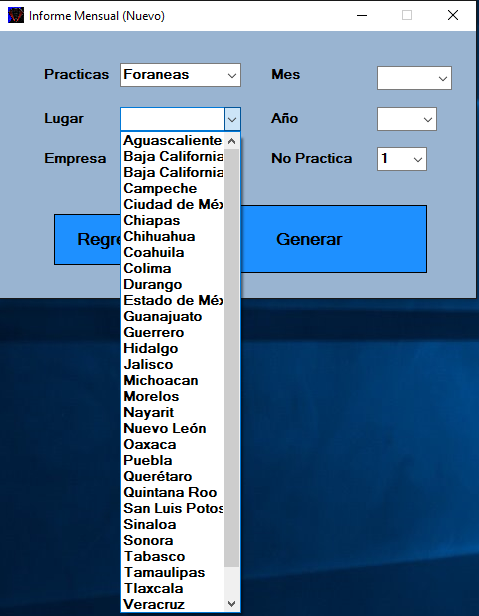 Informe Mensual (Nuevo)
Practicas Foraneas Mes
Lugar Año
Empresa No Practica 1
Regre Generar
Aguascaliente
Baja California
Baja California
Campeche
Ciudad de Méx
Chiapas
Chihuahua
Coahuila
Colima
Durango
Estado de Méx
Guanajuato
Guerrero
Hidalgo
Jalisco
Michoacan
Morelos
Nayarit
Nuevo León
Oaxaca
Puebla
Querétaro
Quintana Roo
San Luis Potos
Sinaloa
Sonora
Tabasco
Tamaulipas
Tlaxcala
Veracruz